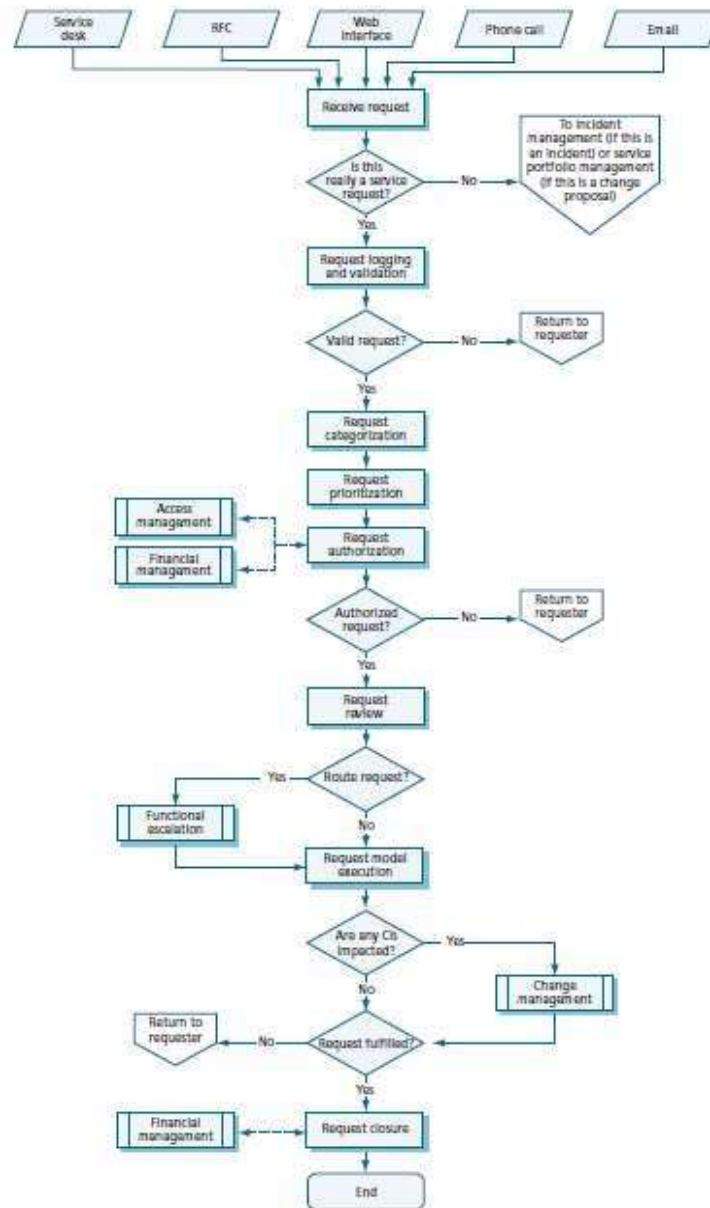 Service
desk
RFC
Web
Interface
Phone call
Email
Receive request
To incident
management (if this is
an incident) or service
portfolio management
(if this is a change
proposal)
Is this
really a service
request?
No
Yes
Request logging
and validation
Valid request?
No
Return to
requester
Yes
Request
categorization
Request
prioritization
Access
management
Request
authorization
Financial
management
Authorized
request?
No
Return to
requester
Yes
Request
review
Yes
Route request?
Functional
escalation
No
Request model
execution
Are any CIs
impacted?
Yes
No
Change
management
Return to
requester
No
Request fulfilled?
Yes
Financial
management
Request closure
End